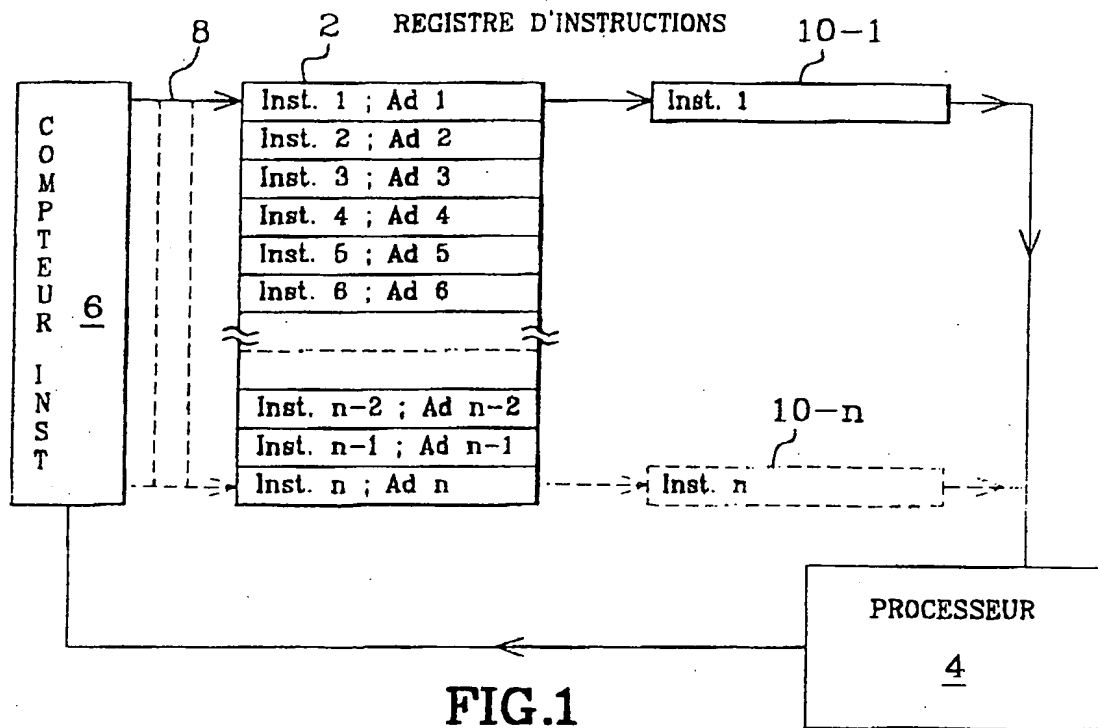 REGISTRE D'INSTRUCTIONS
8
2
10-1
COMPTEUR INST
6
Inst. 1 ; Ad 1
Inst. 2 ; Ad 2
Inst. 3 ; Ad 3
Inst. 4 ; Ad 4
Inst. 5 ; Ad 5
Inst. 6 ; Ad 6
Inst. n-2 ; Ad n-2
Inst. n-1 ; Ad n-1
Inst. n ; Ad n
Inst. 1
10-n
Inst. n
PROCESSEUR
4
FIG.1